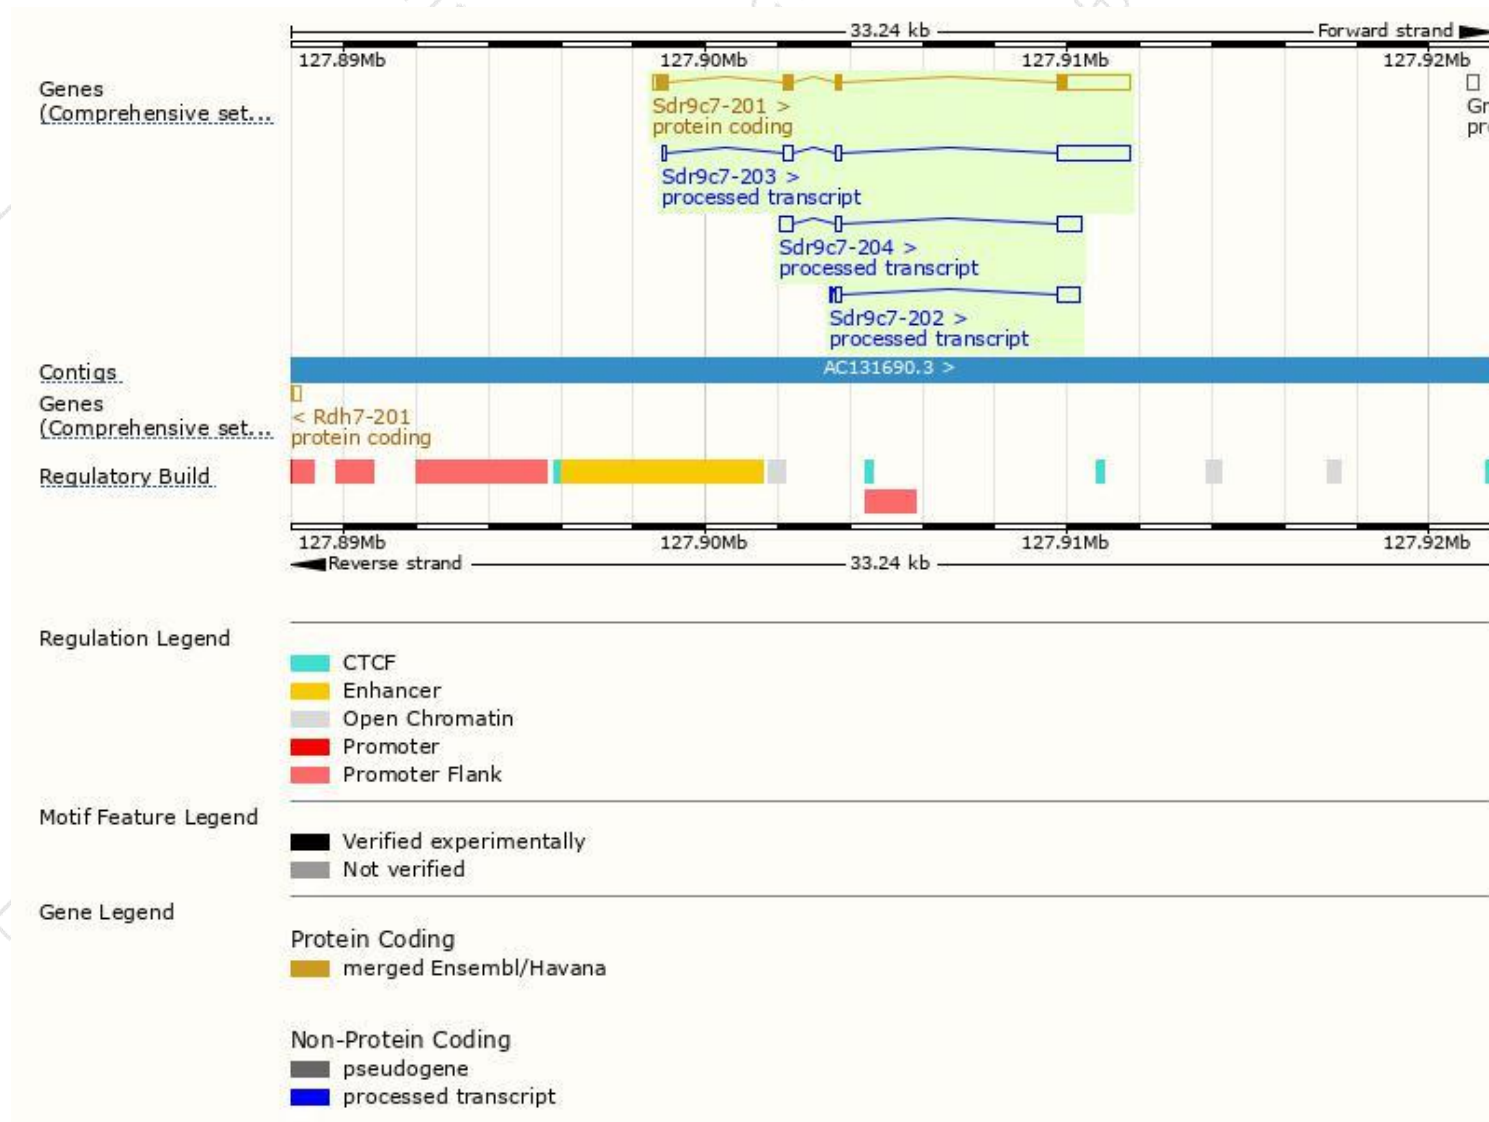 33.24 kb
Forward strand
127.89Mb 127.90Mb 127.91Mb 127.92Mb
Genes
(Comprehensive set...
Sdr9c7-201 >
protein coding
Gr
pr
Sdr9c7-203 >
processed transcript
Sdr9c7-204 >
processed transcript
Sdr9c7-202 >
processed transcript
Contigs
AC131690.3 >
Genes
(Comprehensive set...
< Rdh7-201
protein coding
Regulatory Build
127.89Mb 127.90Mb 127.91Mb 127.92Mb
Reverse strand
33.24 kb
Regulation Legend
CTCF
Enhancer
Open Chromatin
Promoter
Promoter Flank
Motif Feature Legend
Verified experimentally
Not verified
Gene Legend
Protein Coding
merged Ensembl/Havana
Non-Protein Coding
pseudogene
processed transcript